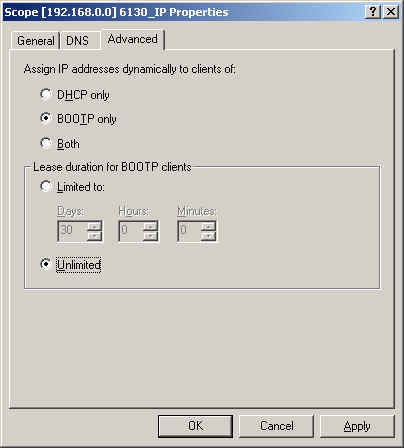 Scope [192.168.0.0] 6130_IP Properties
General DNS Advanced
Assign IP addresses dynamically to clients of:
DHCP only
BOOTP only
Both
Lease duration for BOOTP clients
Limited to:
Days: Hours: Minutes:
30 0 0
Unlimited
OK Cancel Apply